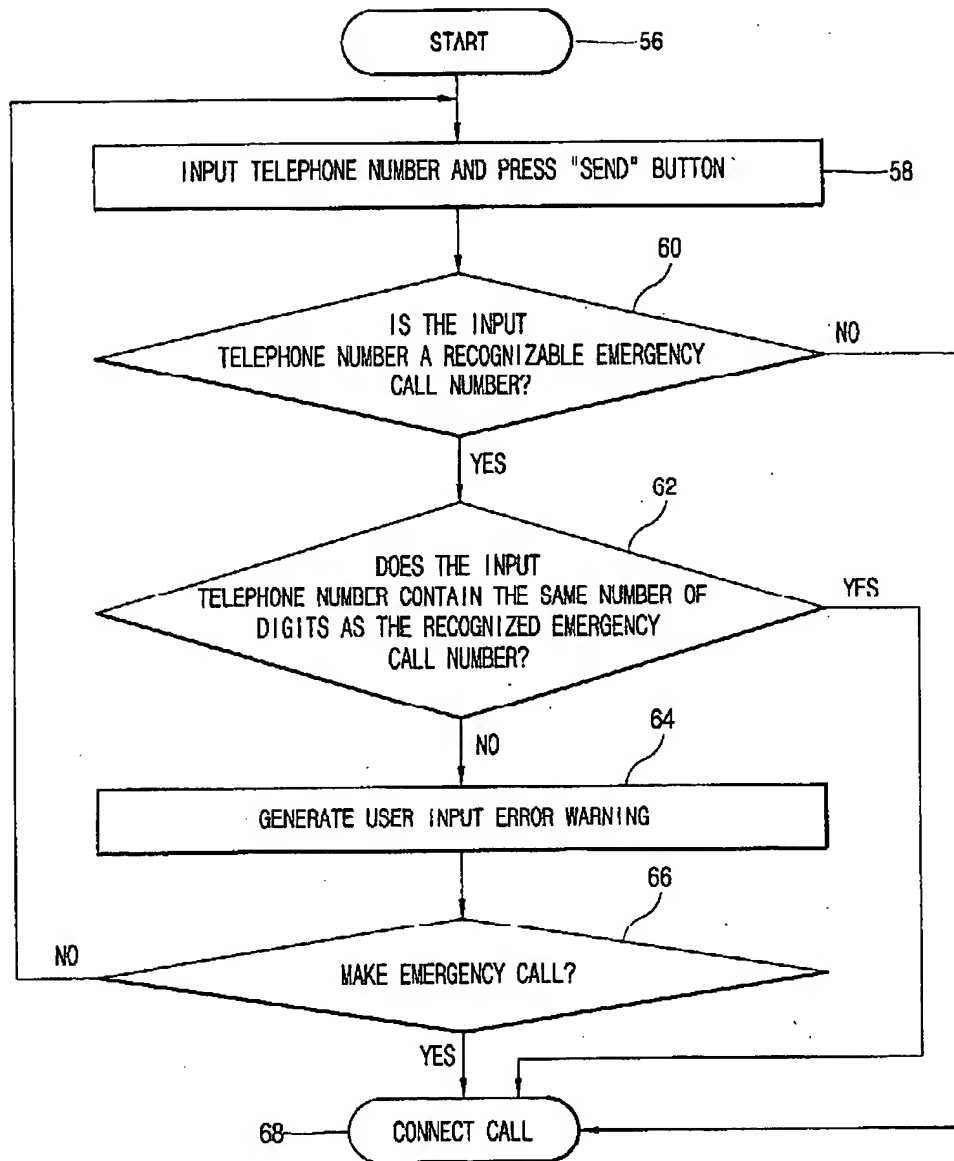 START
56
INPUT TELEPHONE NUMBER AND PRESS "SEND" BUTTON
58
60
IS THE INPUT
TELEPHONE NUMBER A RECOGNIZABLE EMERGENCY
CALL NUMBER?
NO
YES
62
DOES THE INPUT
TELEPHONE NUMBER CONTAIN THE SAME NUMBER OF
DIGITS AS THE RECOGNIZED EMERGENCY
CALL NUMBER?
YES
NO
64
GENERATE USER INPUT ERROR WARNING
66
NO
MAKE EMERGENCY CALL?
YES
68
CONNECT CALL